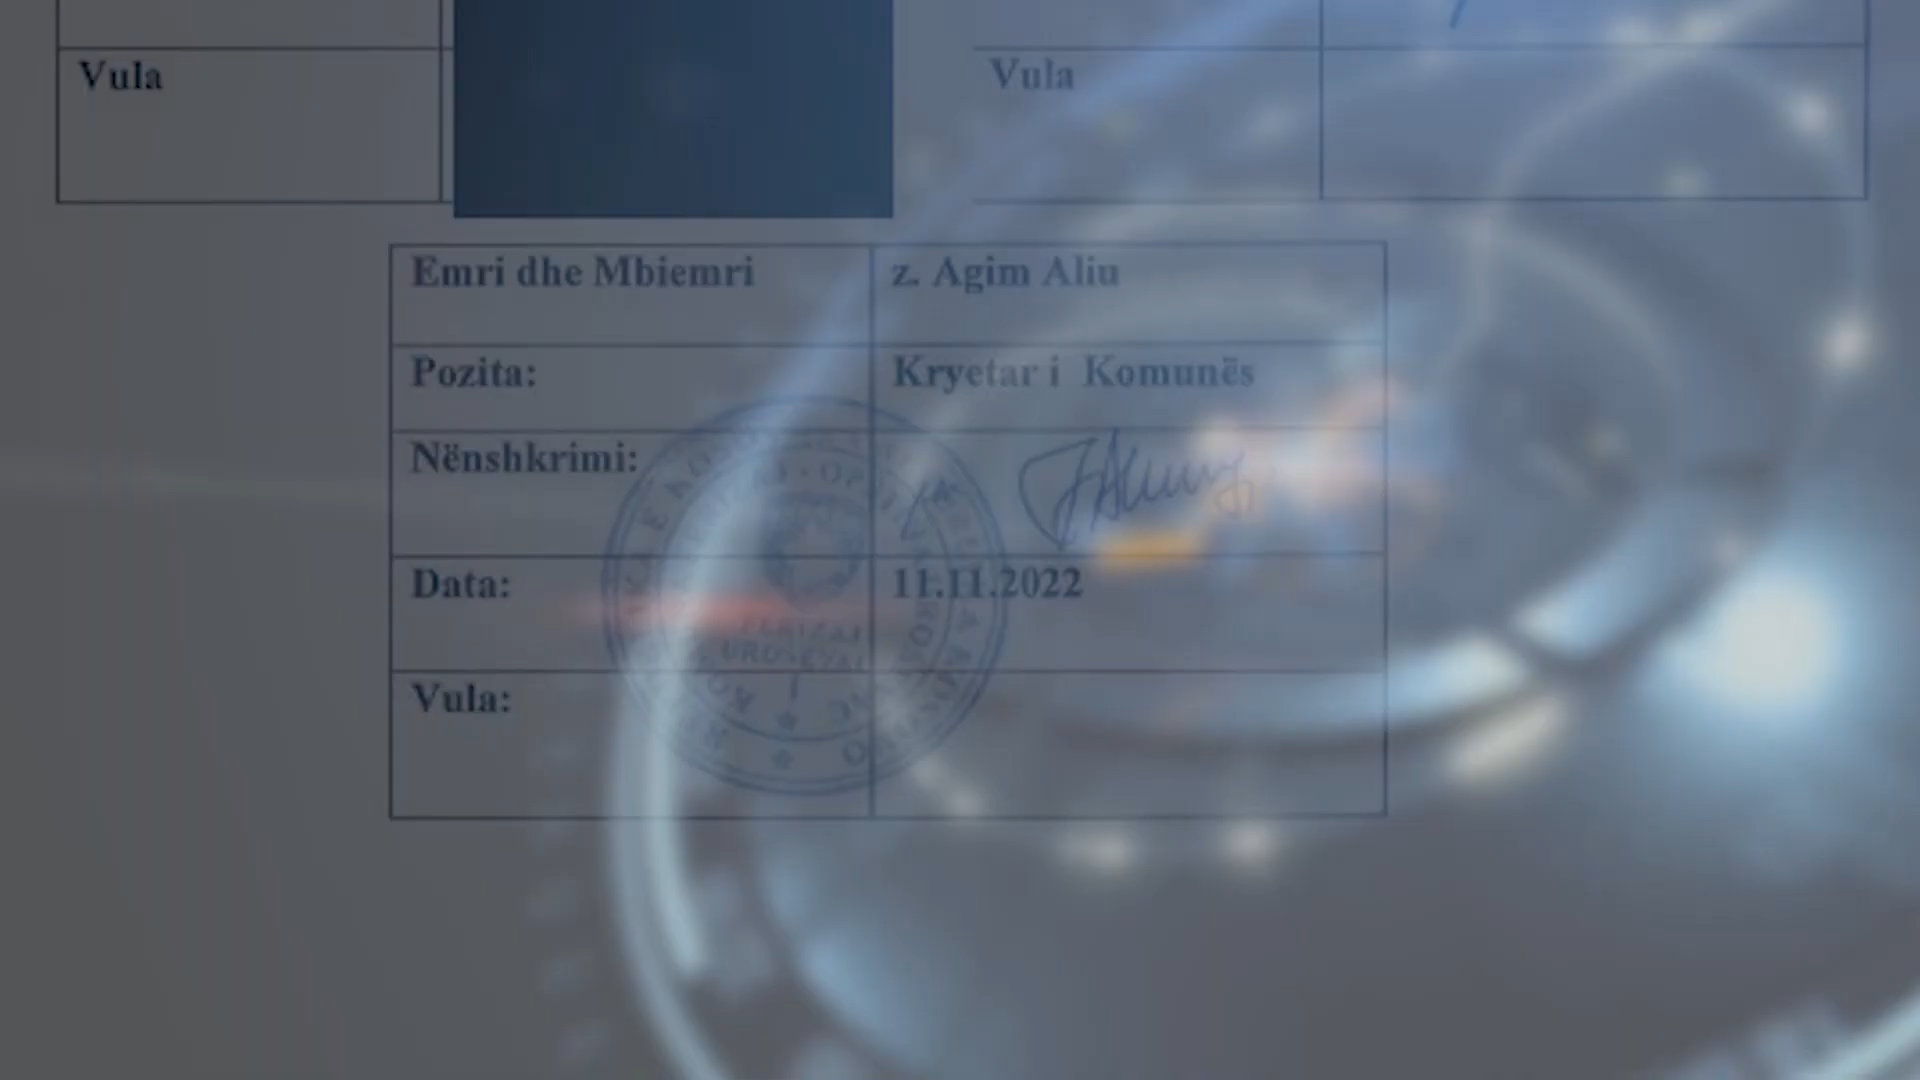 Vula
Vula
Emri dhe Mbiemri
z. Agim Aliu
Pozita:
Kryetar i Komunës
Nënshkrimi:
Data:
11.11.2022
Vula: